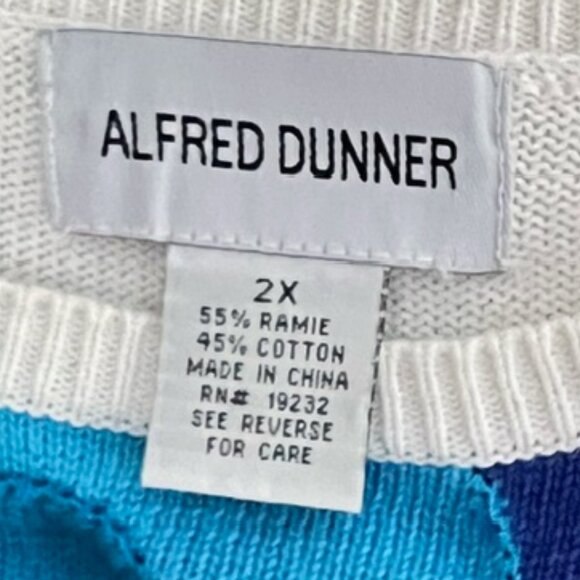 ALFRED DUNNER
2X
55% RAMIE
45% COTTON
MADE IN CHINA
RN# 19232
SEE REVERSE
FOR CARE